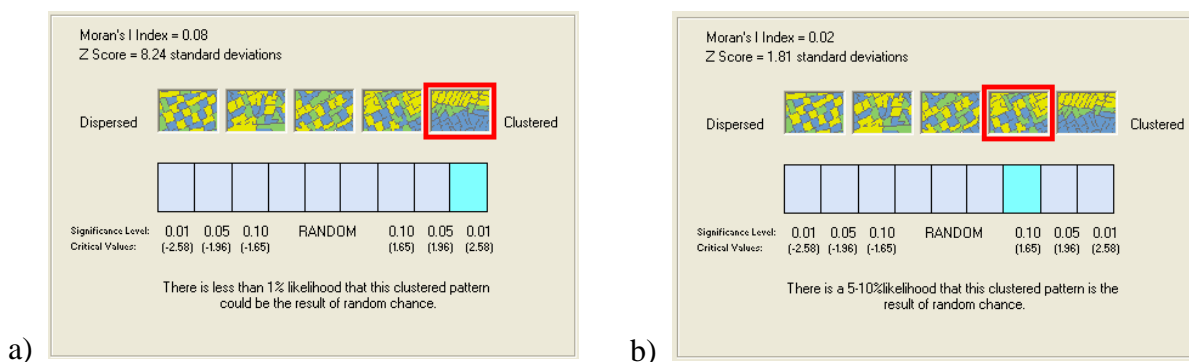 Moran's I Index = 0.08
Z Score = 8.24 standard deviations
Dispersed
Clustered
Significance Level: 0.01 0.05 0.10 RANDOM 0.10 0.05 0.01
Critical Values: (-2.58) (-1.96) (-1.65) (1.65) (1.96) (2.58)
There is less than 1% likelihood that this clustered pattern
could be the result of random chance.
a)
Moran's I Index = 0.02
Z Score = 1.81 standard deviations
Dispersed
Clustered
Significance Level: 0.01 0.05 0.10 RANDOM 0.10 0.05 0.01
Critical Values: (-2.58) (-1.96) (-1.65) (1.65) (1.96) (2.58)
There is a 5-10%likelihood that this clustered pattern is the
result of random chance.
b)